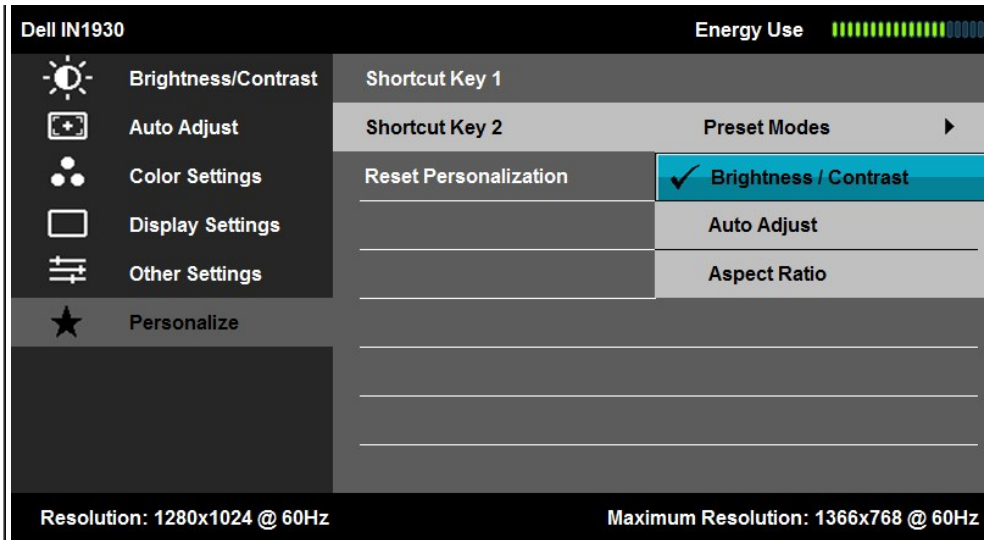 Dell IN1930 Energy Use
Brightness/Contrast Shortcut Key 1
Auto Adjust Shortcut Key 2 Preset Modes
Color Settings Reset Personalization Brightness / Contrast
Display Settings Auto Adjust
Other Settings Aspect Ratio
Personalize
Resolution: 1280x1024 @ 60Hz Maximum Resolution: 1366x768 @ 60Hz